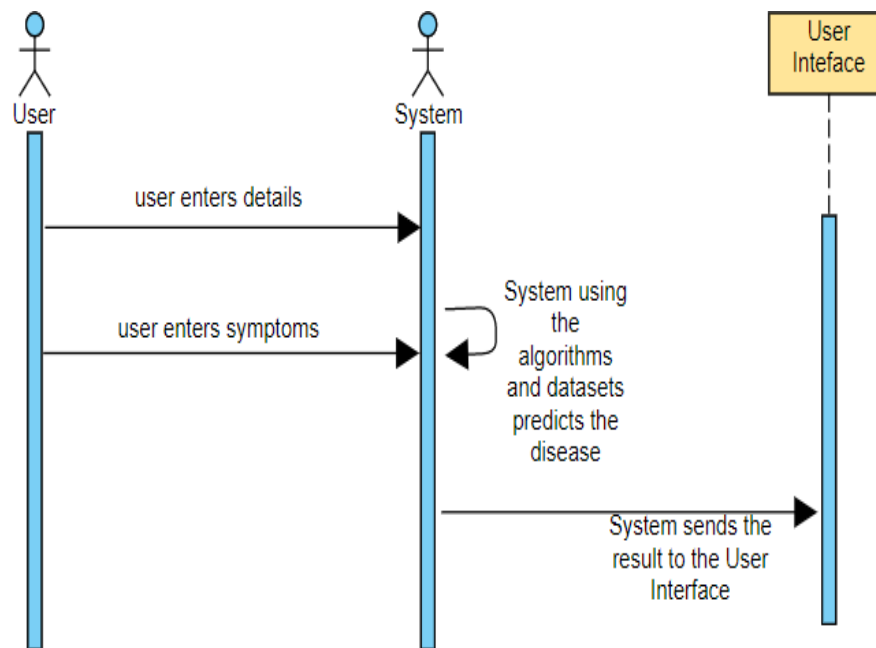 User
Inteface
User
System
user enters details
user enters symptoms
System using
the
algorithms
and datasets
predicts the
disease
System sends the
result to the User
Interface